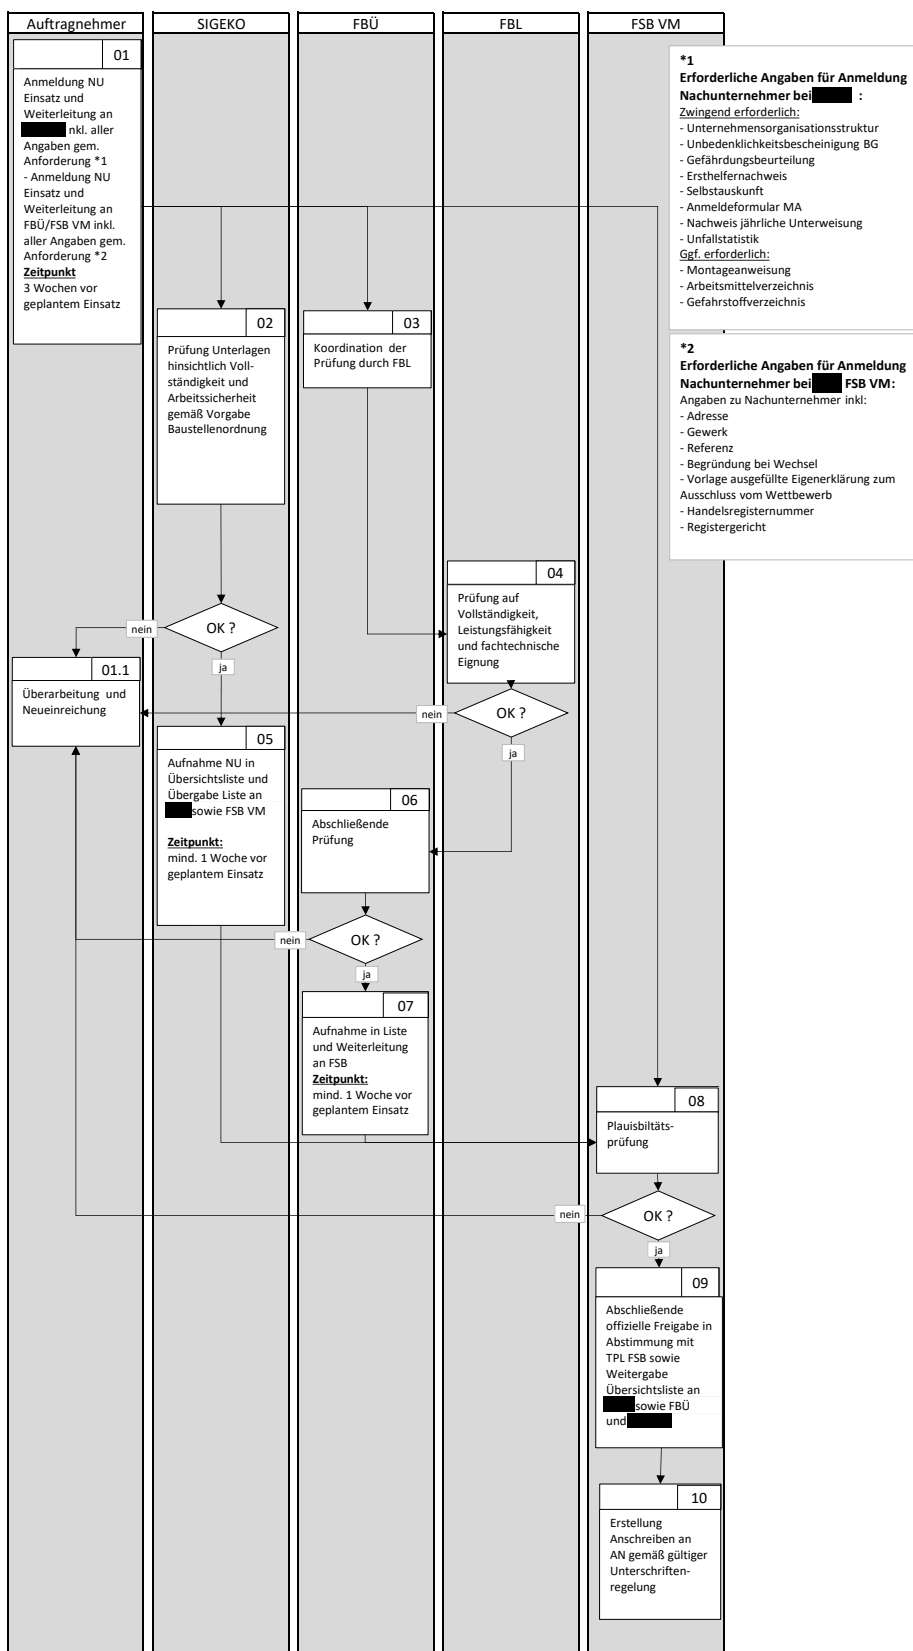 Auftragnehmer
SIGEKO
FBÜ
FBL
FSB VM
01
Anmeldung NU
Einsatz und
Weiterleitung an
nkl. aller
Angaben gem.
Anforderung *1
- Anmeldung NU
Einsatz und
Weiterleitung an
FBÜ/FSB VM inkl.
aller Angaben gem.
Anforderung *2
Zeitpunkt
3 Wochen vor
geplantem Einsatz
*1
Erforderliche Angaben für Anmeldung
Nachunternehmer bei :
Zwingend erforderlich:
- Unternehmensorganisationsstruktur
- Unbedenklichkeitsbescheinigung BG
- Gefährdungsbeurteilung
- Ersthelfernachweis
- Selbstauskunft
- Anmeldeformular MA
- Nachweis jährliche Unterweisung
- Unfallstatistik
Ggf. erforderlich:
- Montageanweisung
- Arbeitsmittelverzeichnis
- Gefahrstoffverzeichnis
*2
Erforderliche Angaben für Anmeldung
Nachunternehmer bei FSB VM:
Angaben zu Nachunternehmer inkl:
- Adresse
- Gewerk
- Referenz
- Begründung bei Wechsel
- Vorlage ausgefüllte Eigenerklärung zum
Ausschluss vom Wettbewerb
- Handelsregisternummer
- Registergericht
02
Prüfung Unterlagen
hinsichtlich Voll-
ständigkeit und
Arbeitssicherheit
gemäß Vorgabe
Baustellenordnung
03
Koordination der
Prüfung durch FBL
04
Prüfung auf
Vollständigkeit,
Leistungsfähigkeit
und fachtechnische
Eignung
OK ?
nein
ja
01.1
Überarbeitung und
Neueinreichung
OK ?
nein
ja
05
Aufnahme NU in
Übersichtsliste und
Übergabe Liste an
sowie FSB VM
Zeitpunkt:
mind. 1 Woche vor
geplantem Einsatz
06
Abschließende
Prüfung
OK ?
nein
ja
07
Aufnahme in Liste
und Weiterleitung
an FSB
Zeitpunkt:
mind. 1 Woche vor
geplantem Einsatz
08
Plauisbiltäts-
prüfung
OK ?
nein
ja
09
Abschließende
offizielle Freigabe in
Abstimmung mit
TPL FSB sowie
Weitergabe
Übersichtsliste an
sowie FBÜ
und
10
Erstellung
Anschreiben an
AN gemäß gültiger
Unterschriften-
regelung